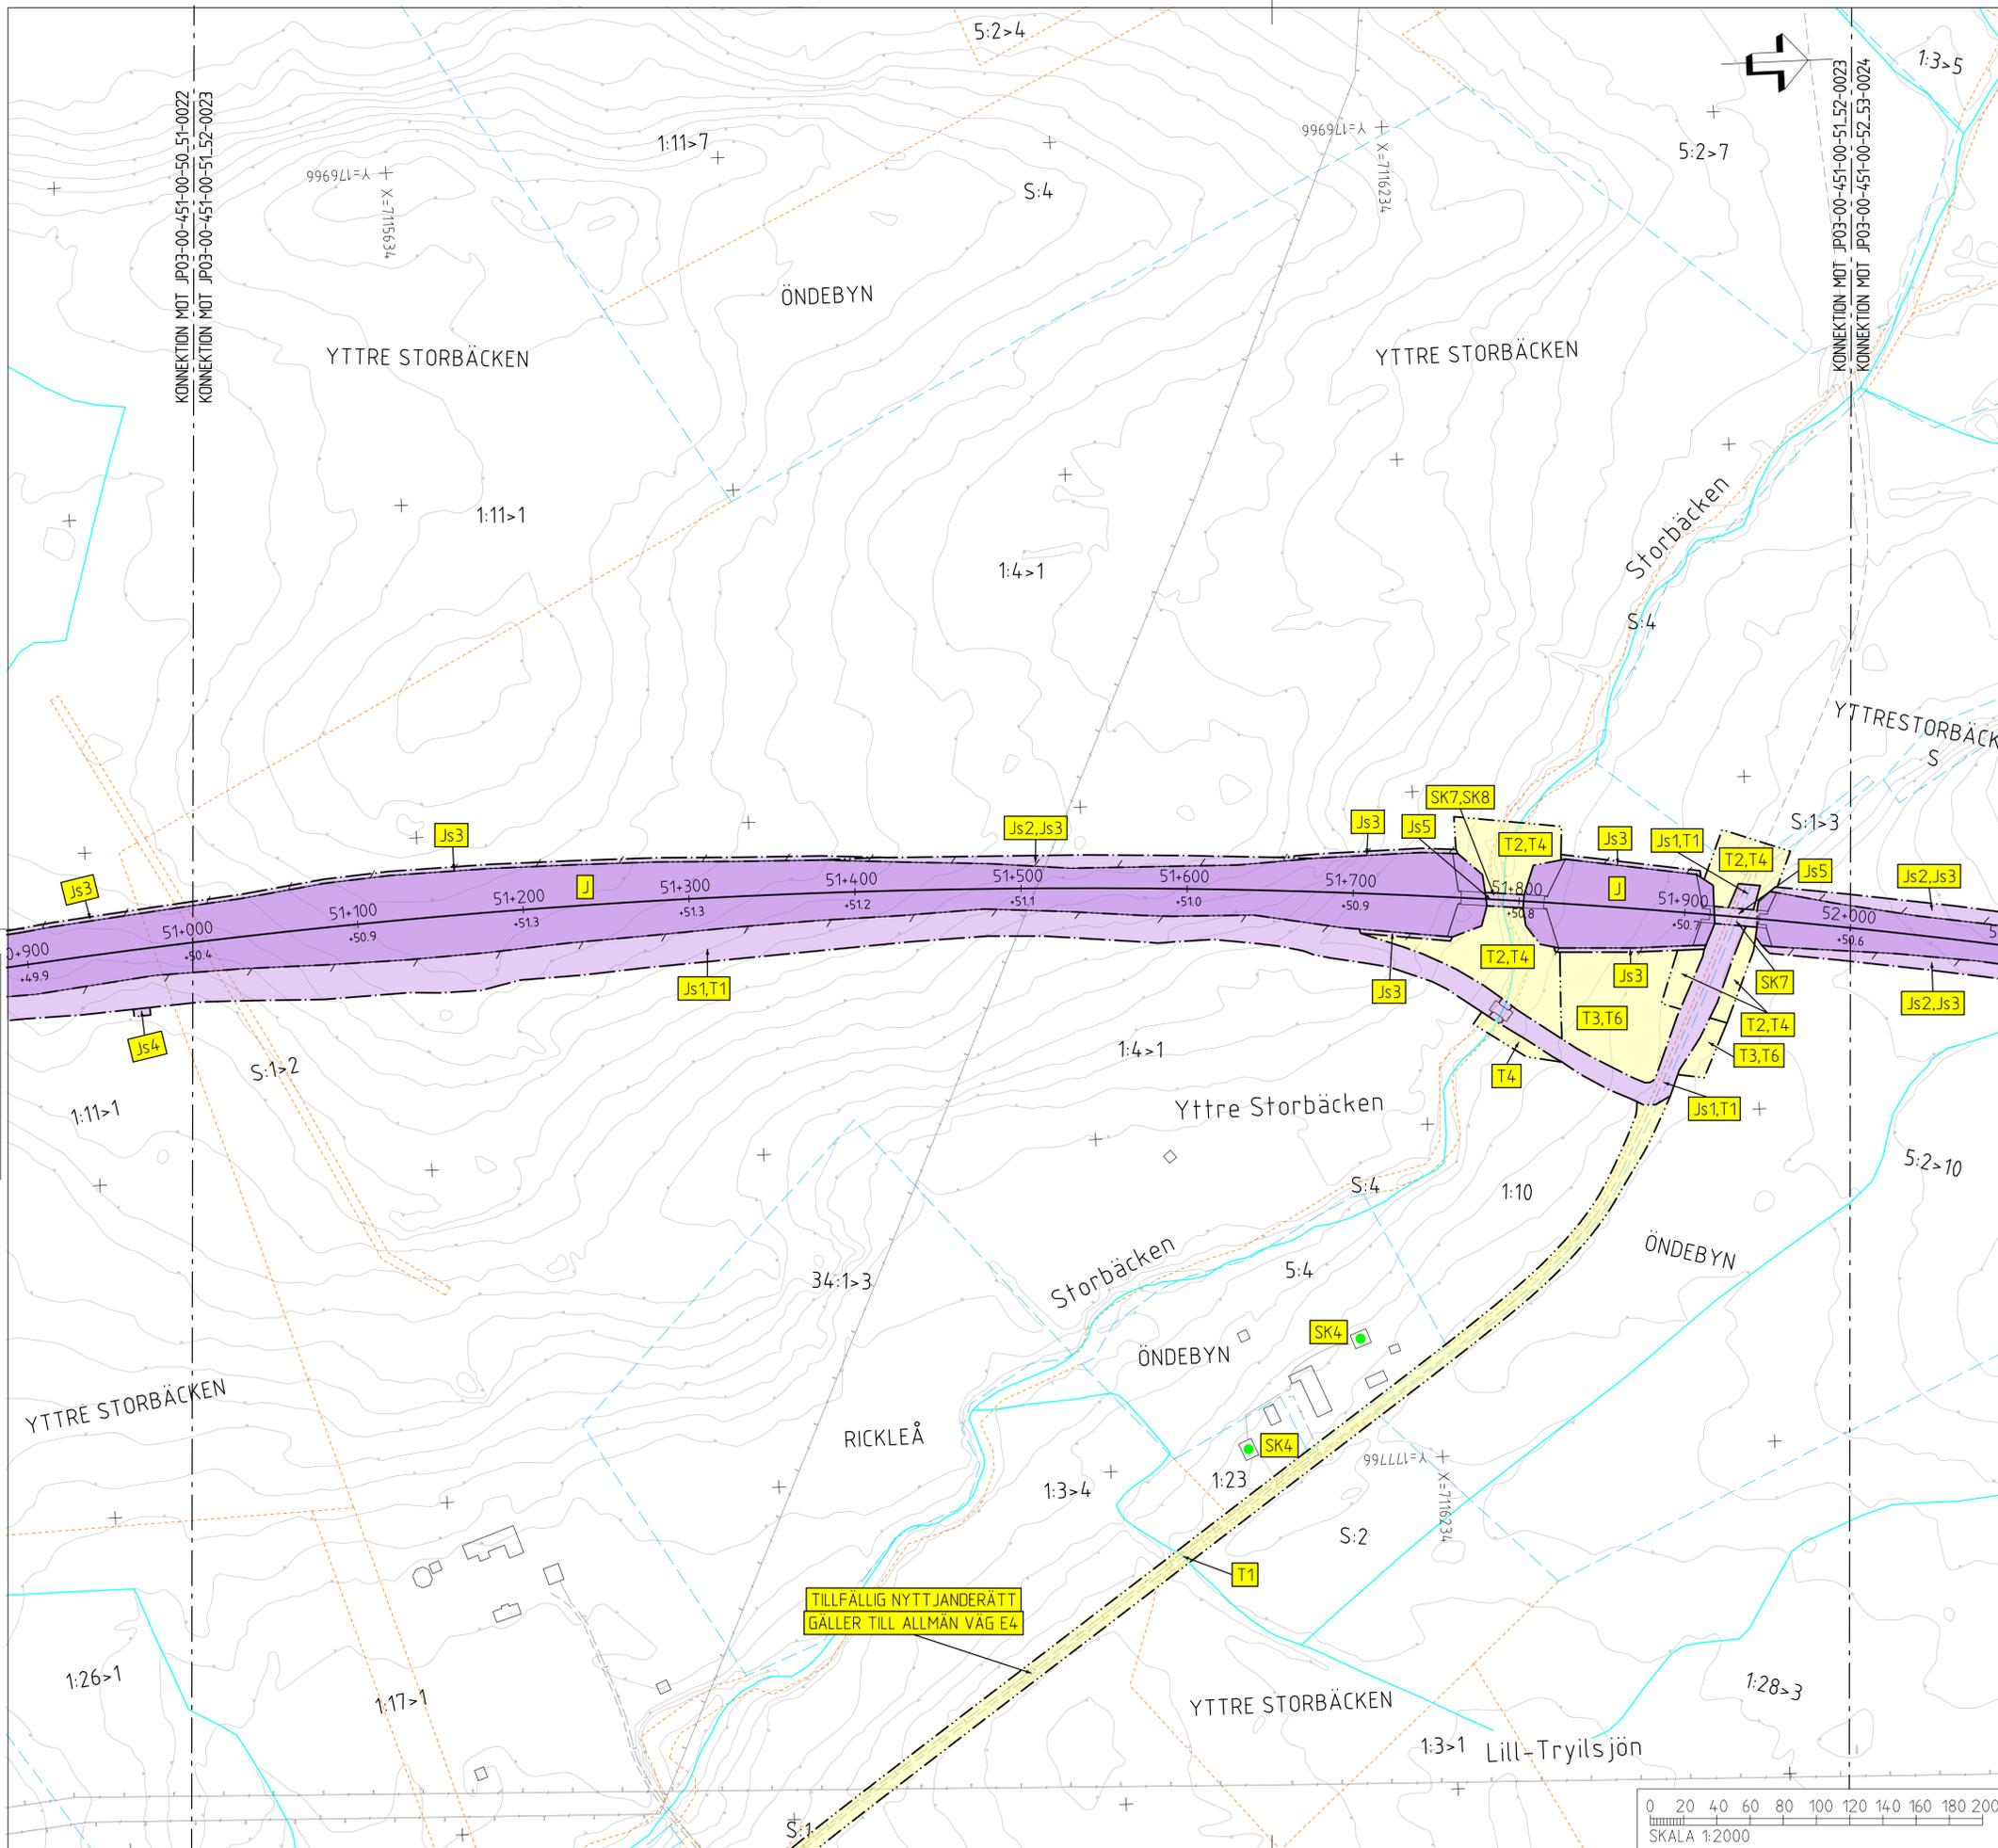 5:2>4
1:3>5
KONNEKTION MOT JP03-00-451-00-50_51-0022
KONNEKTION MOT JP03-00-451-00-51_52-0023
KONNEKTION MOT JP03-00-451-00-51_52-0023
KONNEKTION MOT JP03-00-451-00-52_53-0024
Y=176966
X=7115634
1:11>7
S:4
Y=176966
X=7116234
5:2>7
ÖNDEBYN
YTTRE STORBÄCKEN
YTTRE STORBÄCKEN
1:11>1
1:4>1
Storbäcken
S:4
S
S:1>3
SK7,SK8
Js3
Js2,Js3
Js3
Js5
T2,T4
Js3
Js1,T1
T2,T4
Js5
Js2,Js3
Js3
J
J
0+900
51+000
51+100
51+200
51+300
51+400
51+500
51+600
51+700
51+800
51+900
52+000
+49.9
+50.4
+50.9
+51.3
+51.3
+51.2
+51.1
+51.0
+50.9
+50.8
+50.7
+50.6
T2,T4
Js3
SK7
Js1,T1
Js3
Js2,Js3
T3,T6
T2,T4
Js4
T3,T6
S:1>2
1:4>1
T4
1:11>1
Yttre Storbäcken
Js1,T1
5:2>10
S:4
1:10
ÖNDEBYN
Storbäcken
34:1>3
5:4
SK4
ÖNDEBYN
YTTRE STORBÄCKEN
RICKLEÅ
SK4
Y=177766
X=7116234
1:3>4
1:23
S:2
T1
TILLFÄLLIG NYTTJANDERÄTT
GÄLLER TILL ALLMÄN VÄG E4
1:26>1
1:17>1
YTTRE STORBÄCKEN
1:28>3
1:3>1
Lill-Tryilsjön
S:1
0 20 40 60 80 100 120 140 160 180 200
SKALA 1:2000